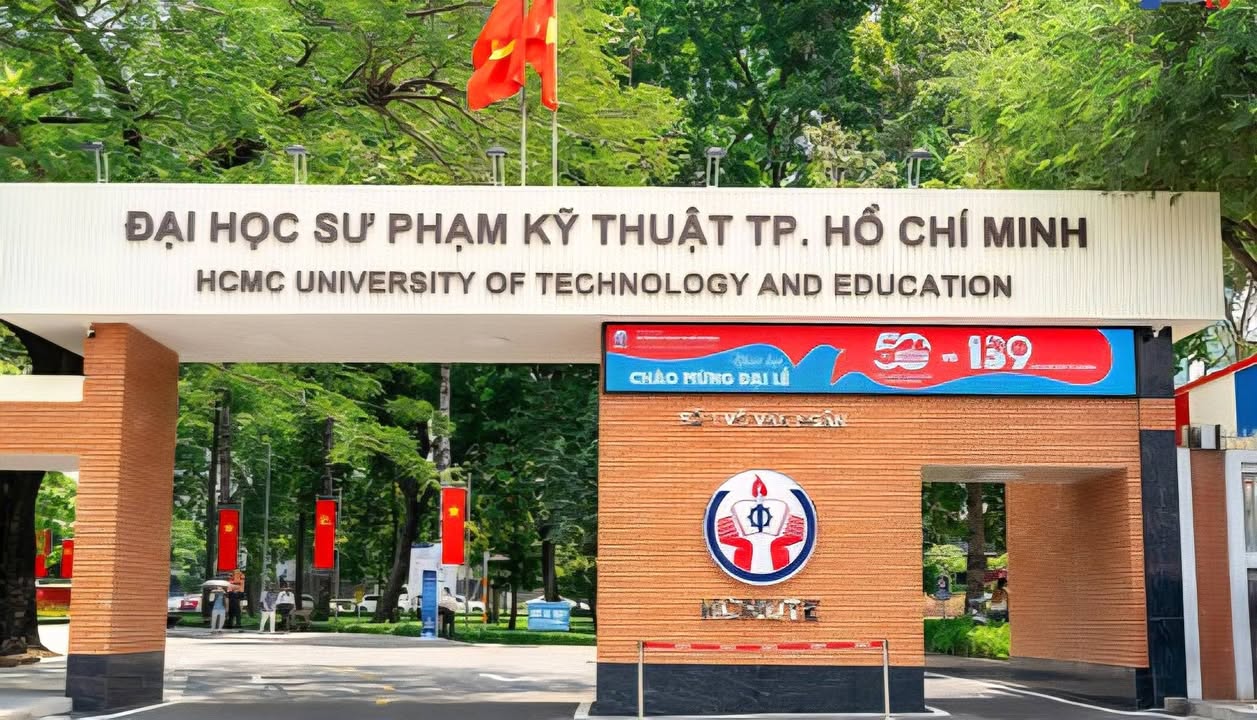 ĐẠI HỌC SƯ PHẠM KỸ THUẬT TP. HỒ CHÍ MINH
HCMC UNIVERSITY OF TECHNOLOGY AND EDUCATION
CHÀO MỪNG ĐẠI LỄ
50 139
HCMUTE